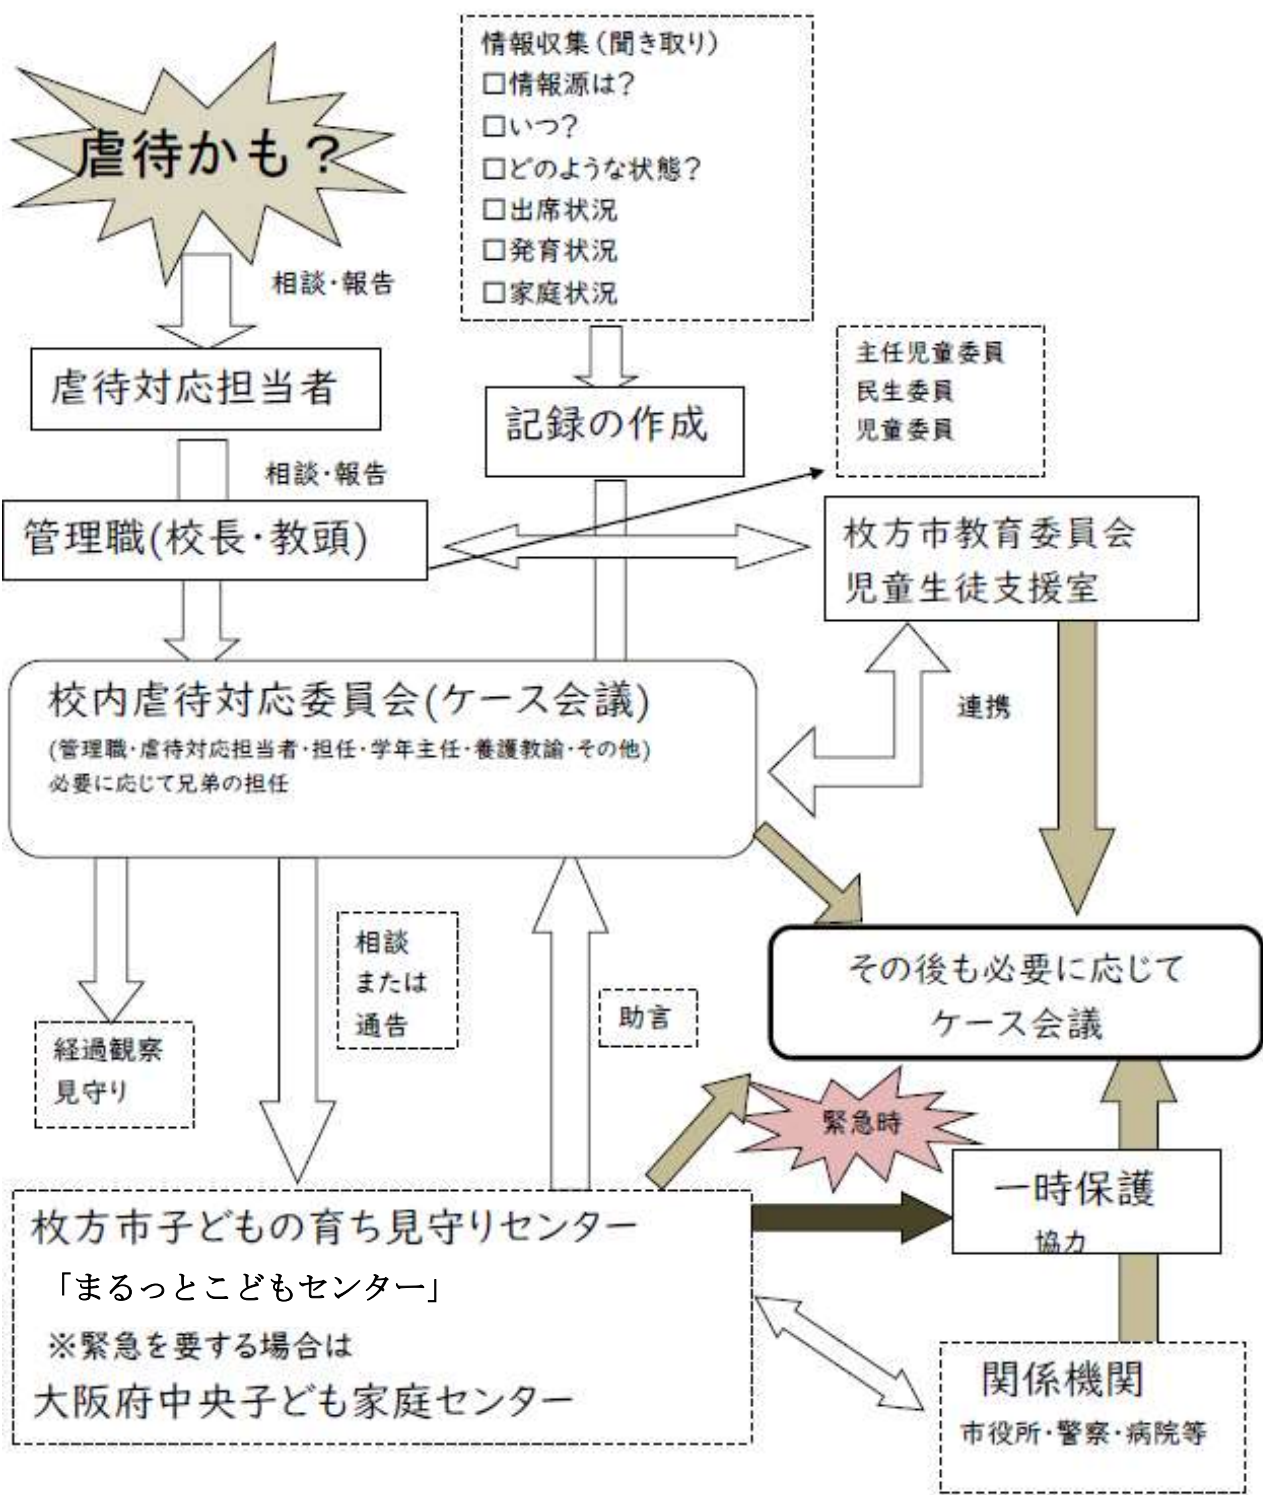 虐待かも？
相談・報告
虐待対応担当者
相談・報告
管理職(校長・教頭)
情報収集（聞き取り）
□情報源は？
□いつ？
□どのような状態？
□出席状況
□発育状況
□家庭状況
記録の作成
主任児童委員
民生委員
児童委員
枚方市教育委員会
児童生徒支援室
連携
校内虐待対応委員会(ケース会議)
(管理職・虐待対応担当者・担任・学年主任・養護教諭・その他)
必要に応じて兄弟の担任
経過観察
見守り
相談
または
通告
助言
その後も必要に応じて
ケース会議
緊急時
一時保護
協力
枚方市子どもの育ち見守りセンター
「まるっとこどもセンター」
※緊急を要する場合は
大阪府中央子ども家庭センター
関係機関
市役所・警察・病院等